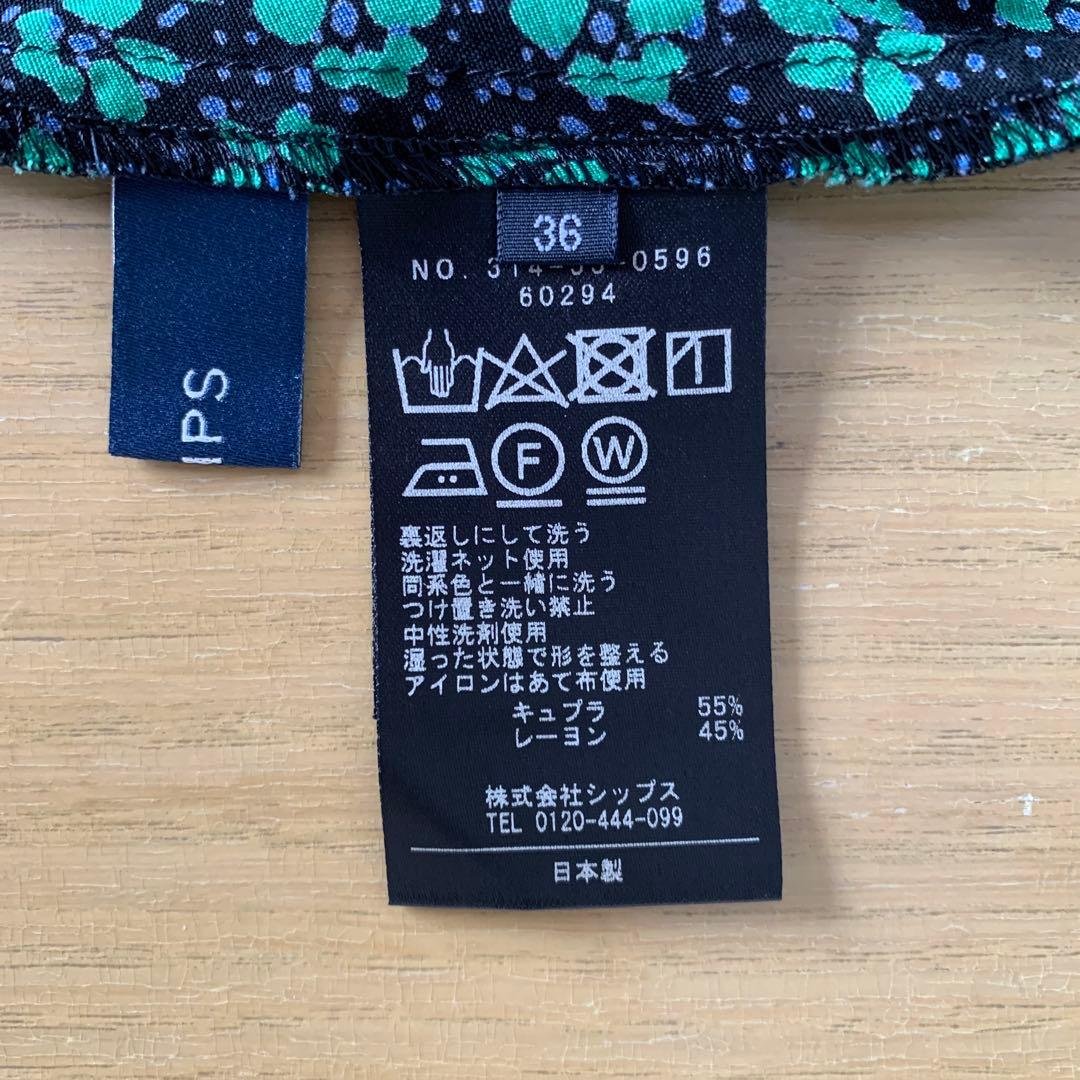 36
NO. 314- -0596
60294
F
W
IPS
裏返しにして洗う
洗濯ネット使用
同系色と一緒に洗う
つけ置き洗い禁止
中性洗剤使用
湿った状態で形を整える
アイロンはあて布使用
キュプラ 55%
レーヨン 45%
株式会社シップス
TEL 0120-444-099
日本製